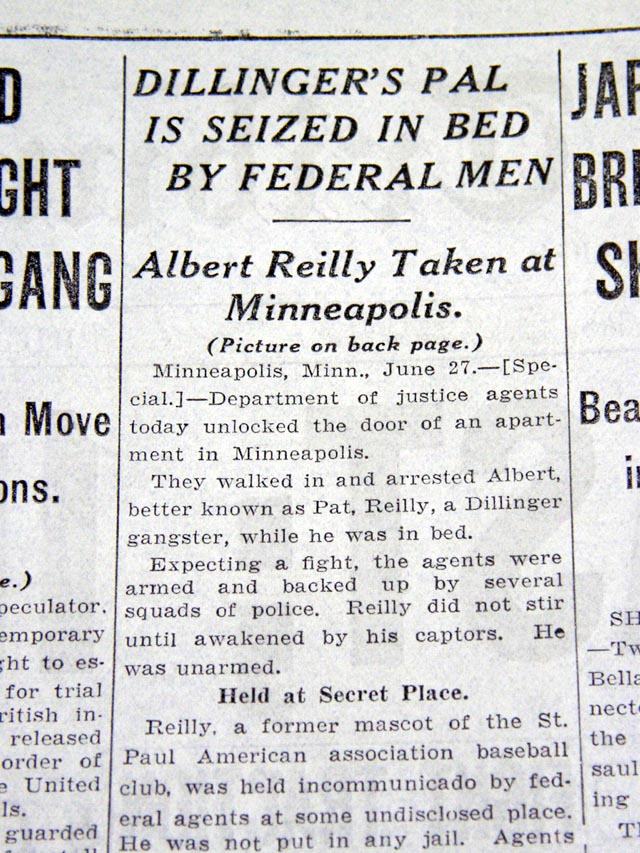 D
GHT
GANG
n Move
ons.
e.)
peculator.
temporary
ght to es-
for trial
ritish in-
released
order of
e United
ls.
guarded
DILLINGER'S PAL
IS SEIZED IN BED
BY FEDERAL MEN
Albert Reilly Taken at
Minneapolis.
(Picture on back page.)
Minneapolis, Minn., June 27.—[Spe-
cial.]—Department of justice agents
today unlocked the door of an apart-
ment in Minneapolis.
They walked in and arrested Albert,
better known as Pat, Reilly, a Dillinger
gangster, while he was in bed.
Expecting a fight, the agents were
armed and backed up by several
squads of police. Reilly did not stir
until awakened by his captors. He
was unarmed.
Held at Secret Place.
Reilly, a former mascot of the St.
Paul American association baseball
club, was held incommunicado by fed-
eral agents at some undisclosed place.
He was not put in any jail. Agents
JAP
BRE
SH
Bea
i
SH
—Tw
Bella
necte
the
saul
ing
Th